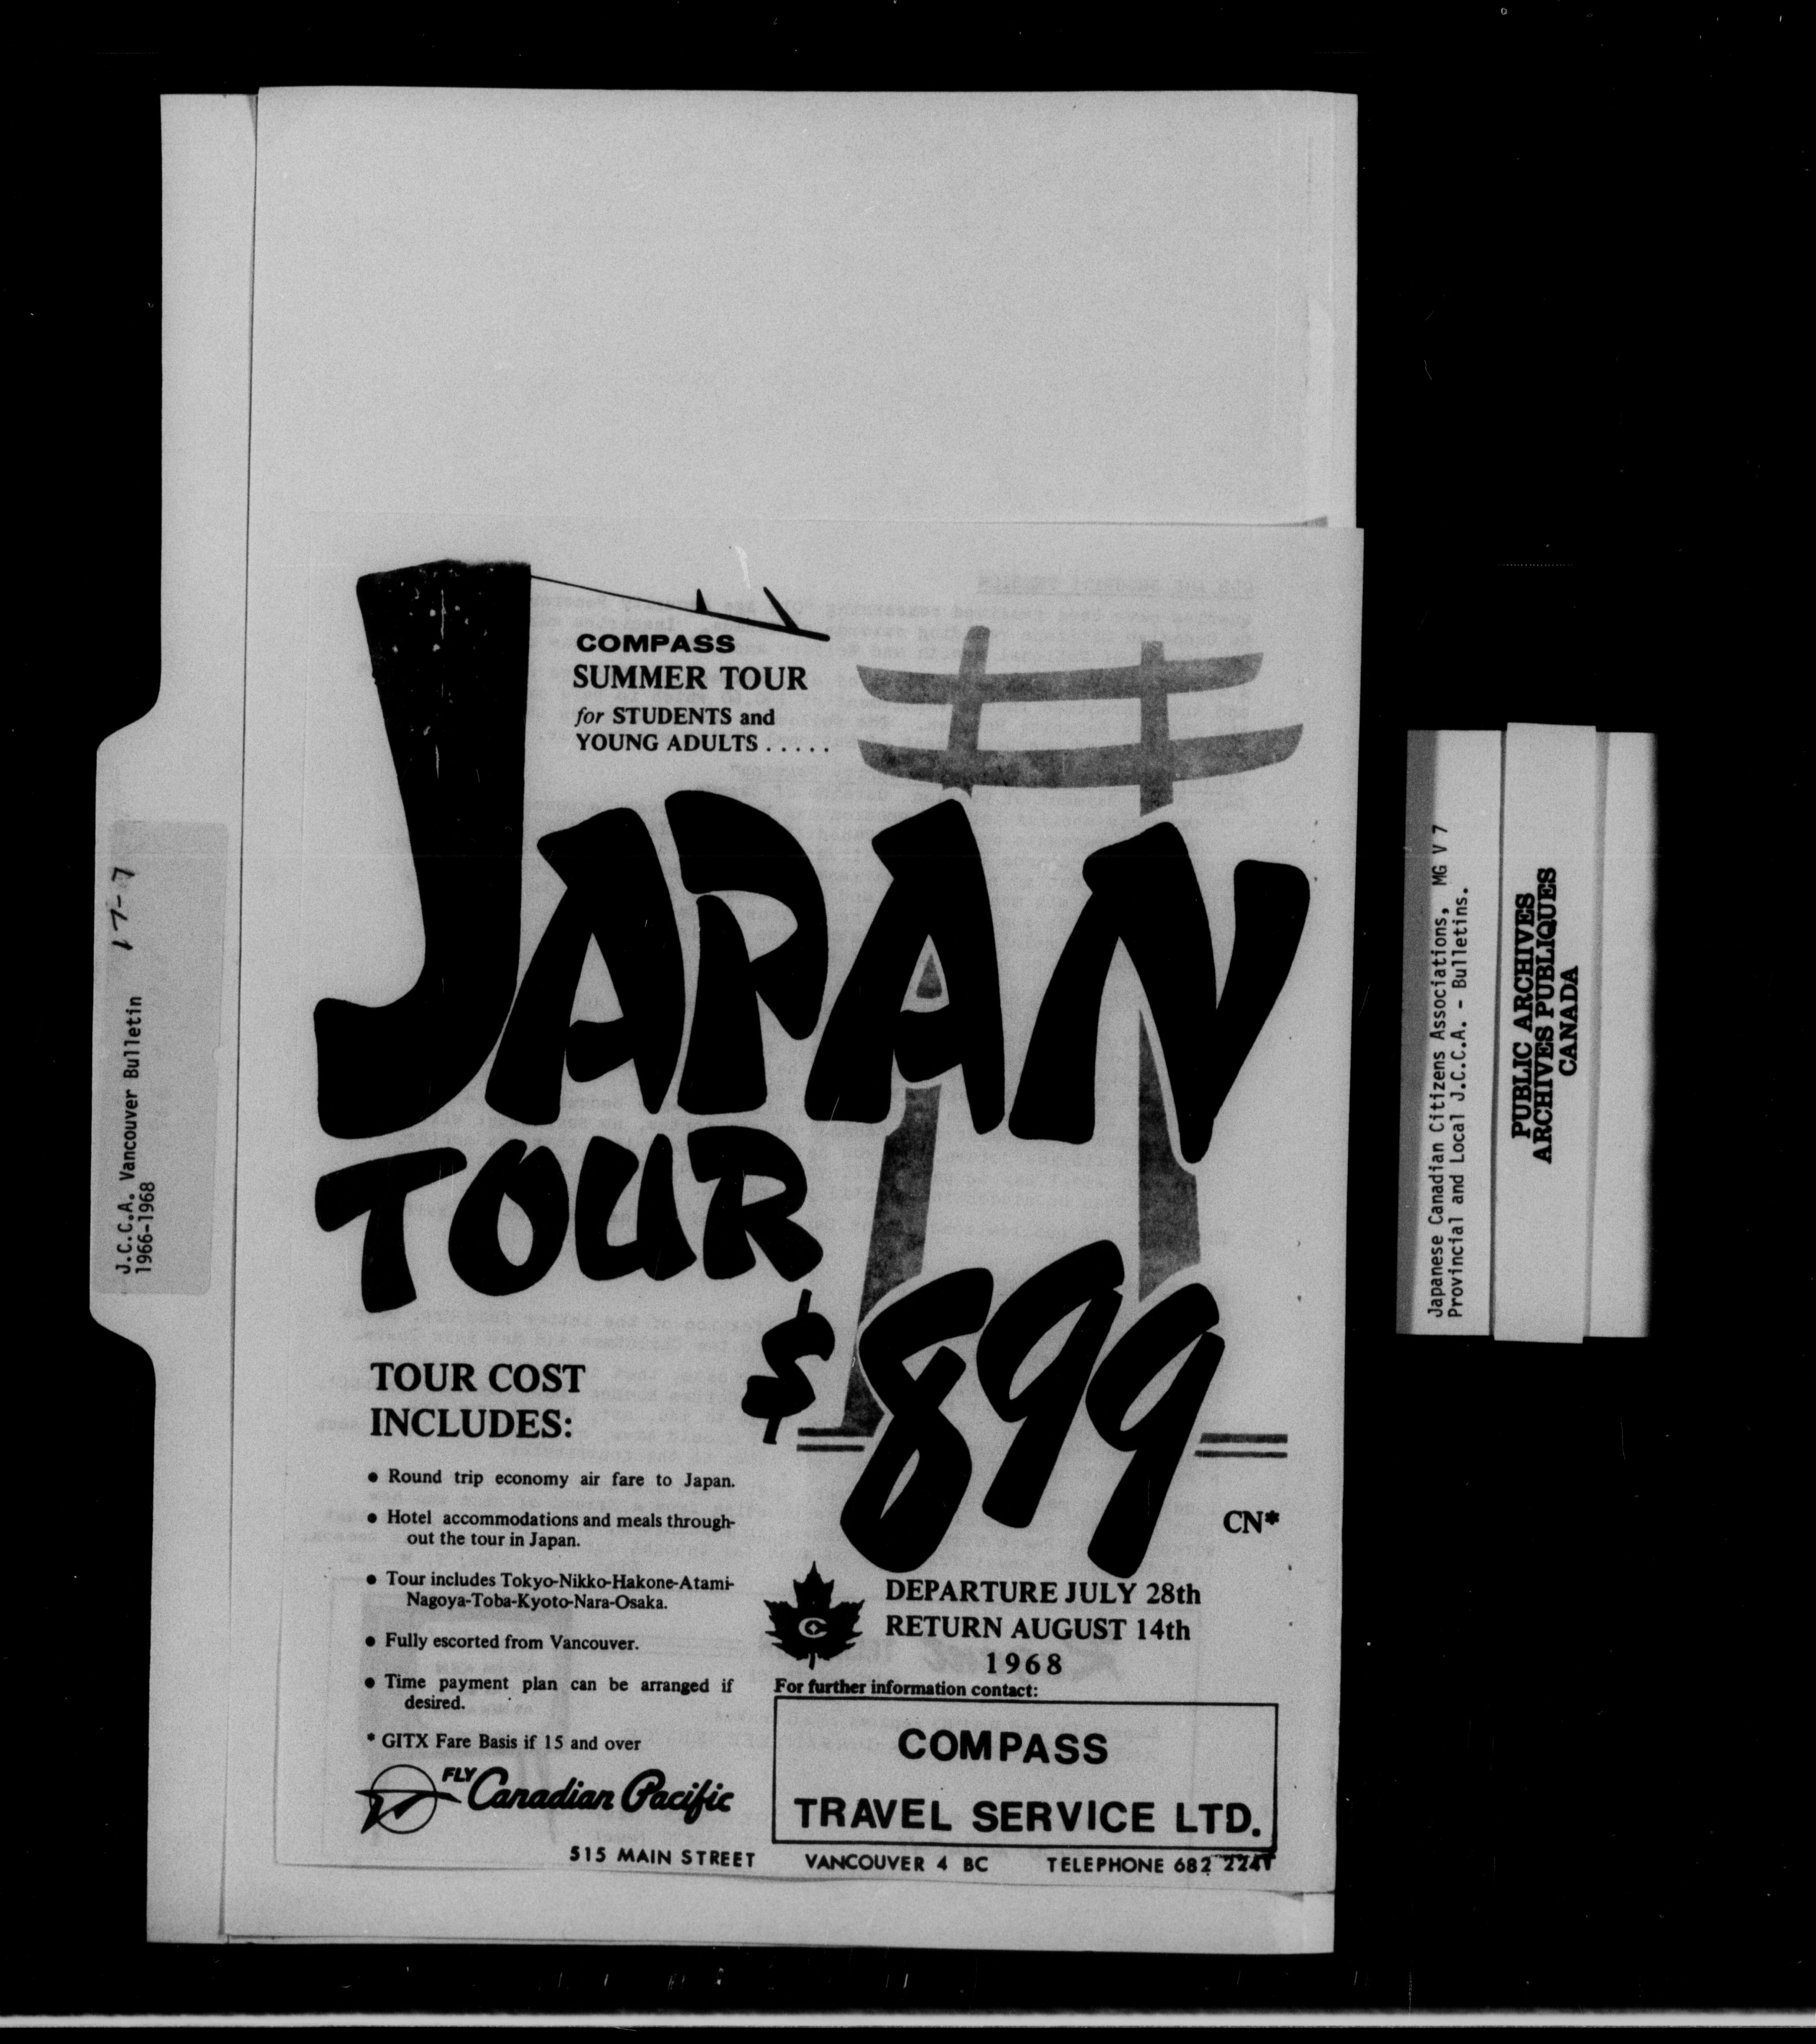 COMPASS
SUMMER TOUR
for STUDENTS and
YOUNG ADULTS . . . . .
JAPAN
TOUR
$899
CN*
TOUR COST
INCLUDES:
• Round trip economy air fare to Japan.
• Hotel accommodations and meals through-
out the tour in Japan.
• Tour includes Tokyo-Nikko-Hakone-Atami-
Nagoya-Toba-Kyoto-Nara-Osaka.
• Fully escorted from Vancouver.
• Time payment plan can be arranged if
desired.
* GITX Fare Basis if 15 and over
FLY Canadian Pacific
DEPARTURE JULY 28th
RETURN AUGUST 14th
1968
For further information contact:
COMPASS
TRAVEL SERVICE LTD.
515 MAIN STREET VANCOUVER 4 BC TELEPHONE 682
J.C.C.A. Vancouver Bulletin 17-7
1966-1968
Japanese Canadian Citizens Associations, MG V 7
Provincial and Local J.C.C.A. - Bulletins.
PUBLIC ARCHIVES
ARCHIVES PUBLIQUES
CANADA